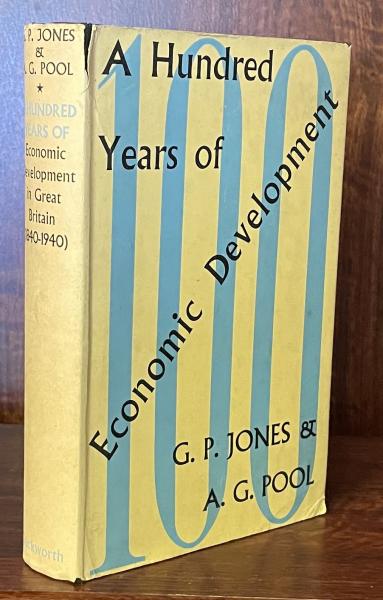 G. P. JONES
&
A. G. POOL
★
A HUNDRED
YEARS OF
Economic
Development
in Great
Britain
(1840-1940)
Duckworth
100
A Hundred
Years of
Economic Development
G. P. JONES &
A. G. POOL